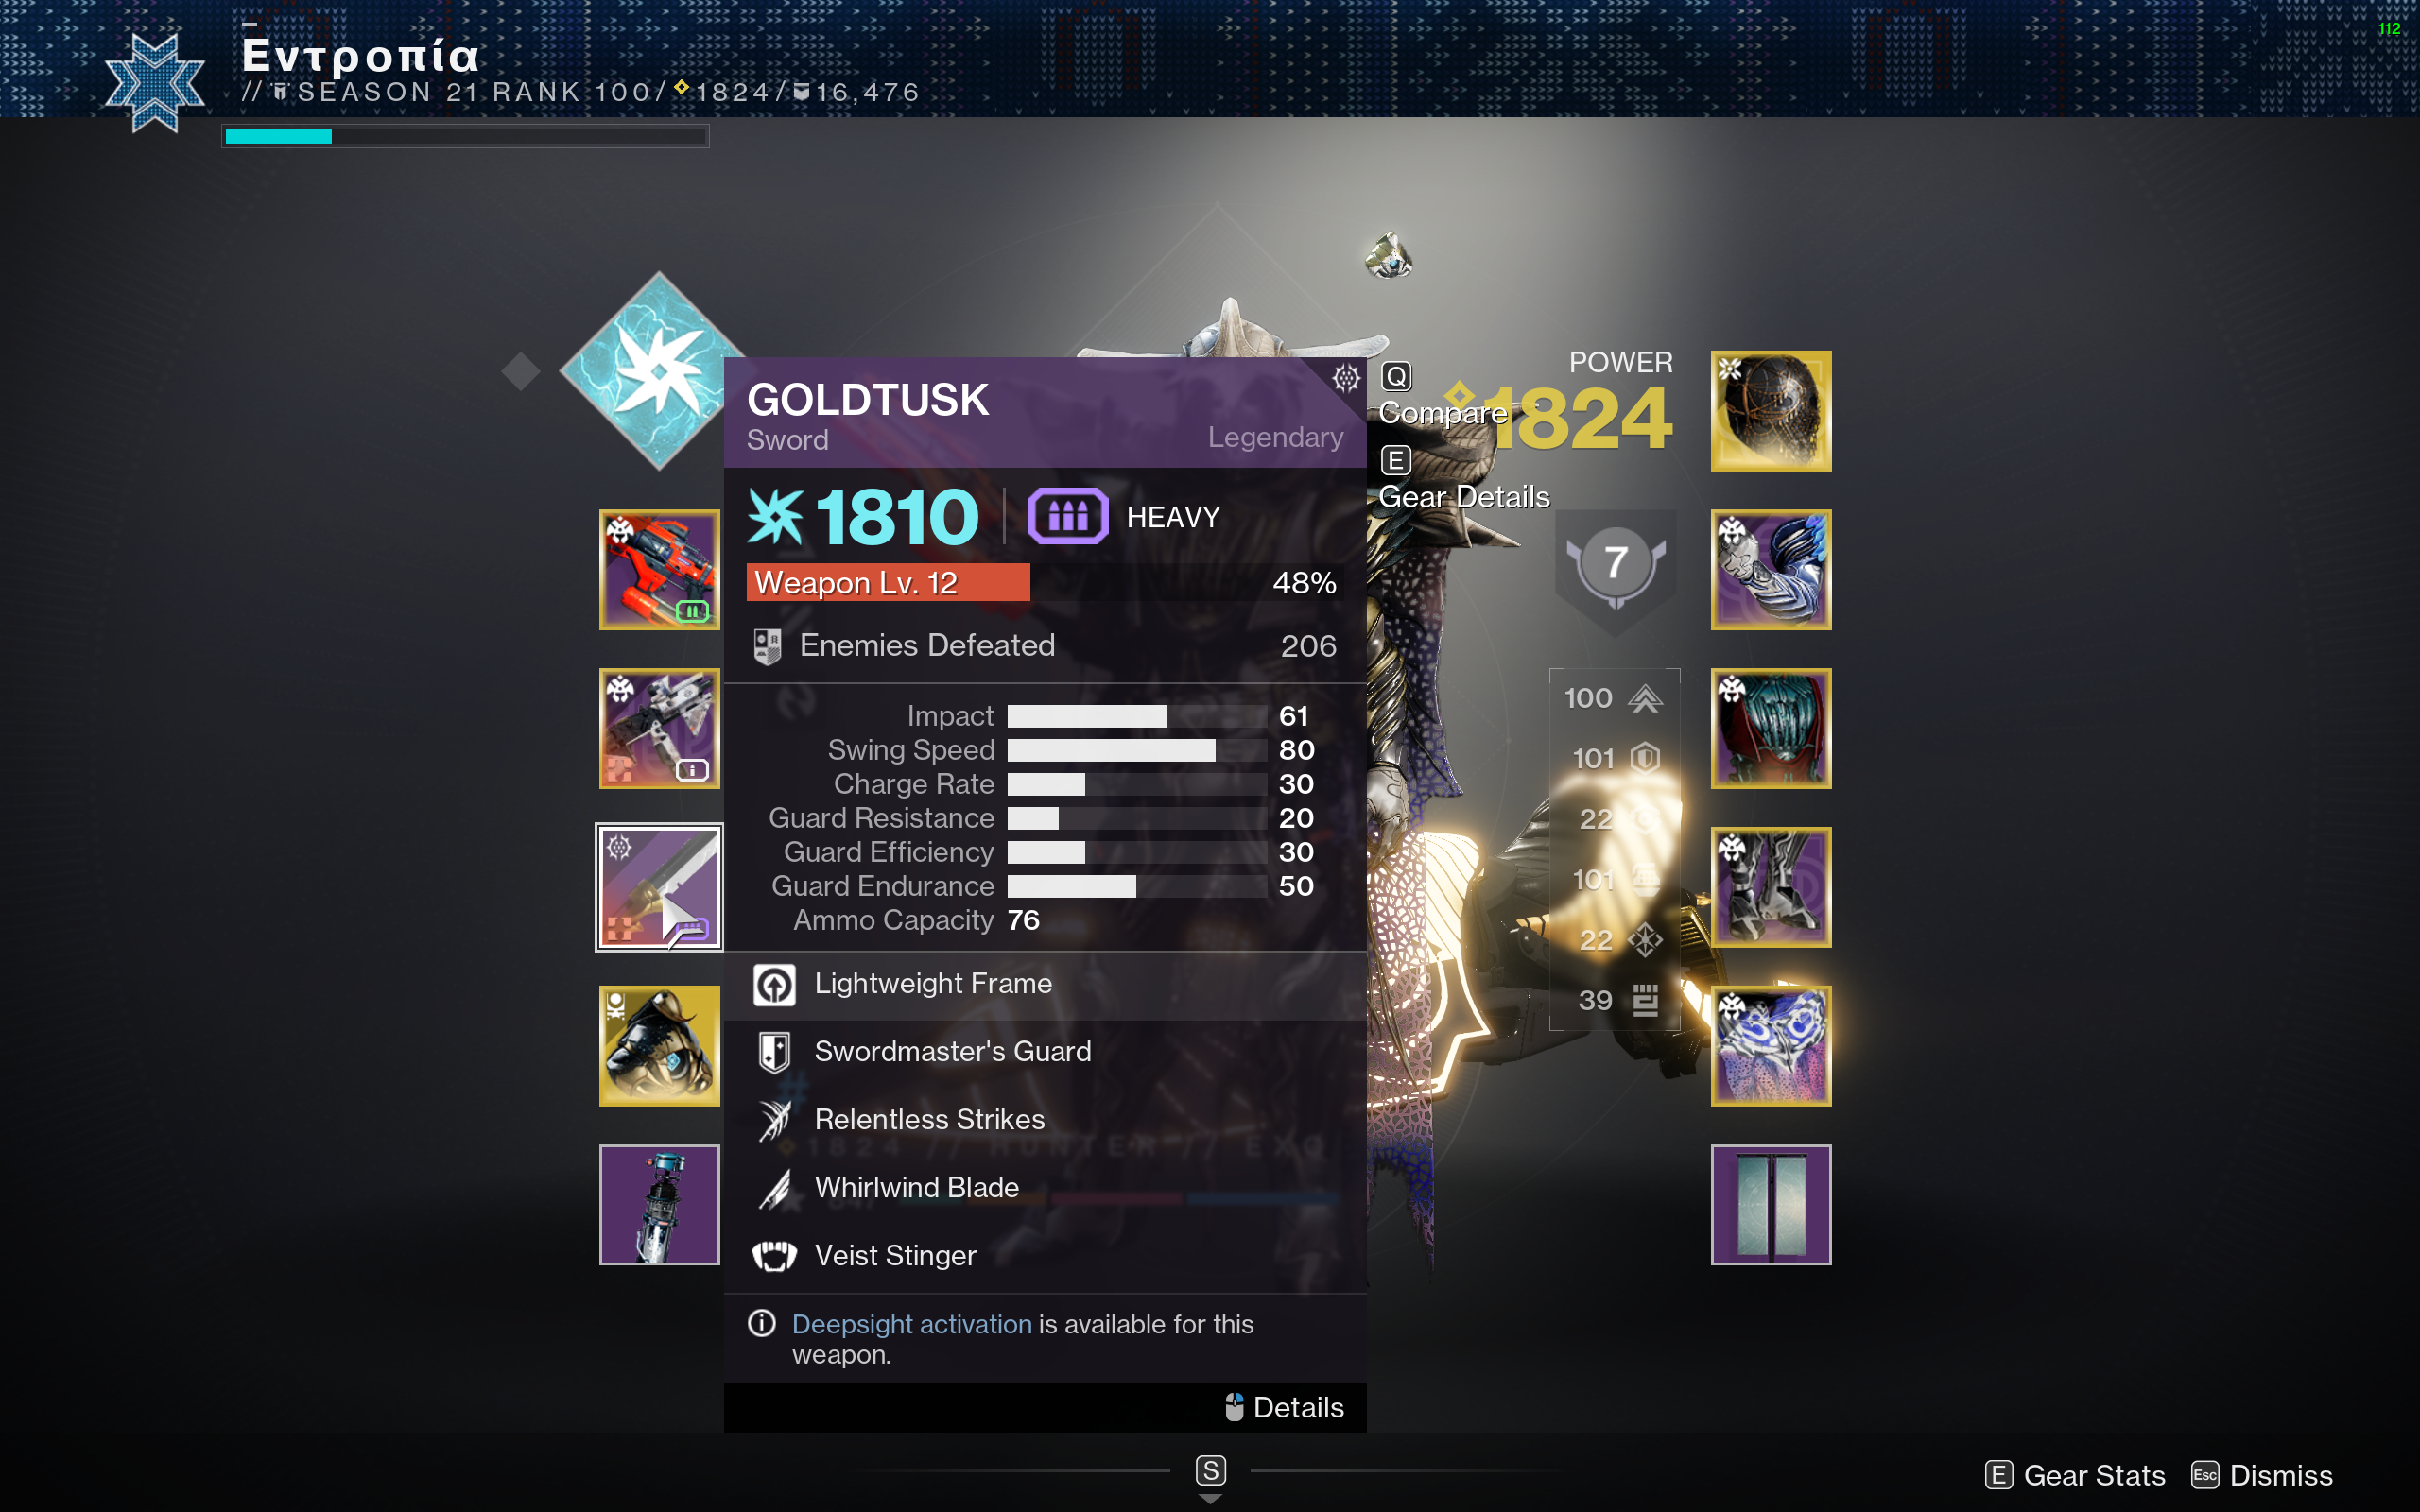 112
Εντροπία
// SEASON 21 RANK 100/ 1824/ 16,476
GOLDTUSK
Sword
Legendary
1810
HEAVY
Weapon Lv. 12
48%
Enemies Defeated
206
Impact 61
Swing Speed 80
Charge Rate 30
Guard Resistance 20
Guard Efficiency 30
Guard Endurance 50
Ammo Capacity 76
Lightweight Frame
Swordmaster's Guard
Relentless Strikes
1824 // HUNTER // EXO
Whirlwind Blade
Veist Stinger
Deepsight activation is available for this
weapon.
Details
Q
Compare
E
Gear Details
POWER
1824
7
100
101
22
101
22
39
S
E Gear Stats
Esc Dismiss